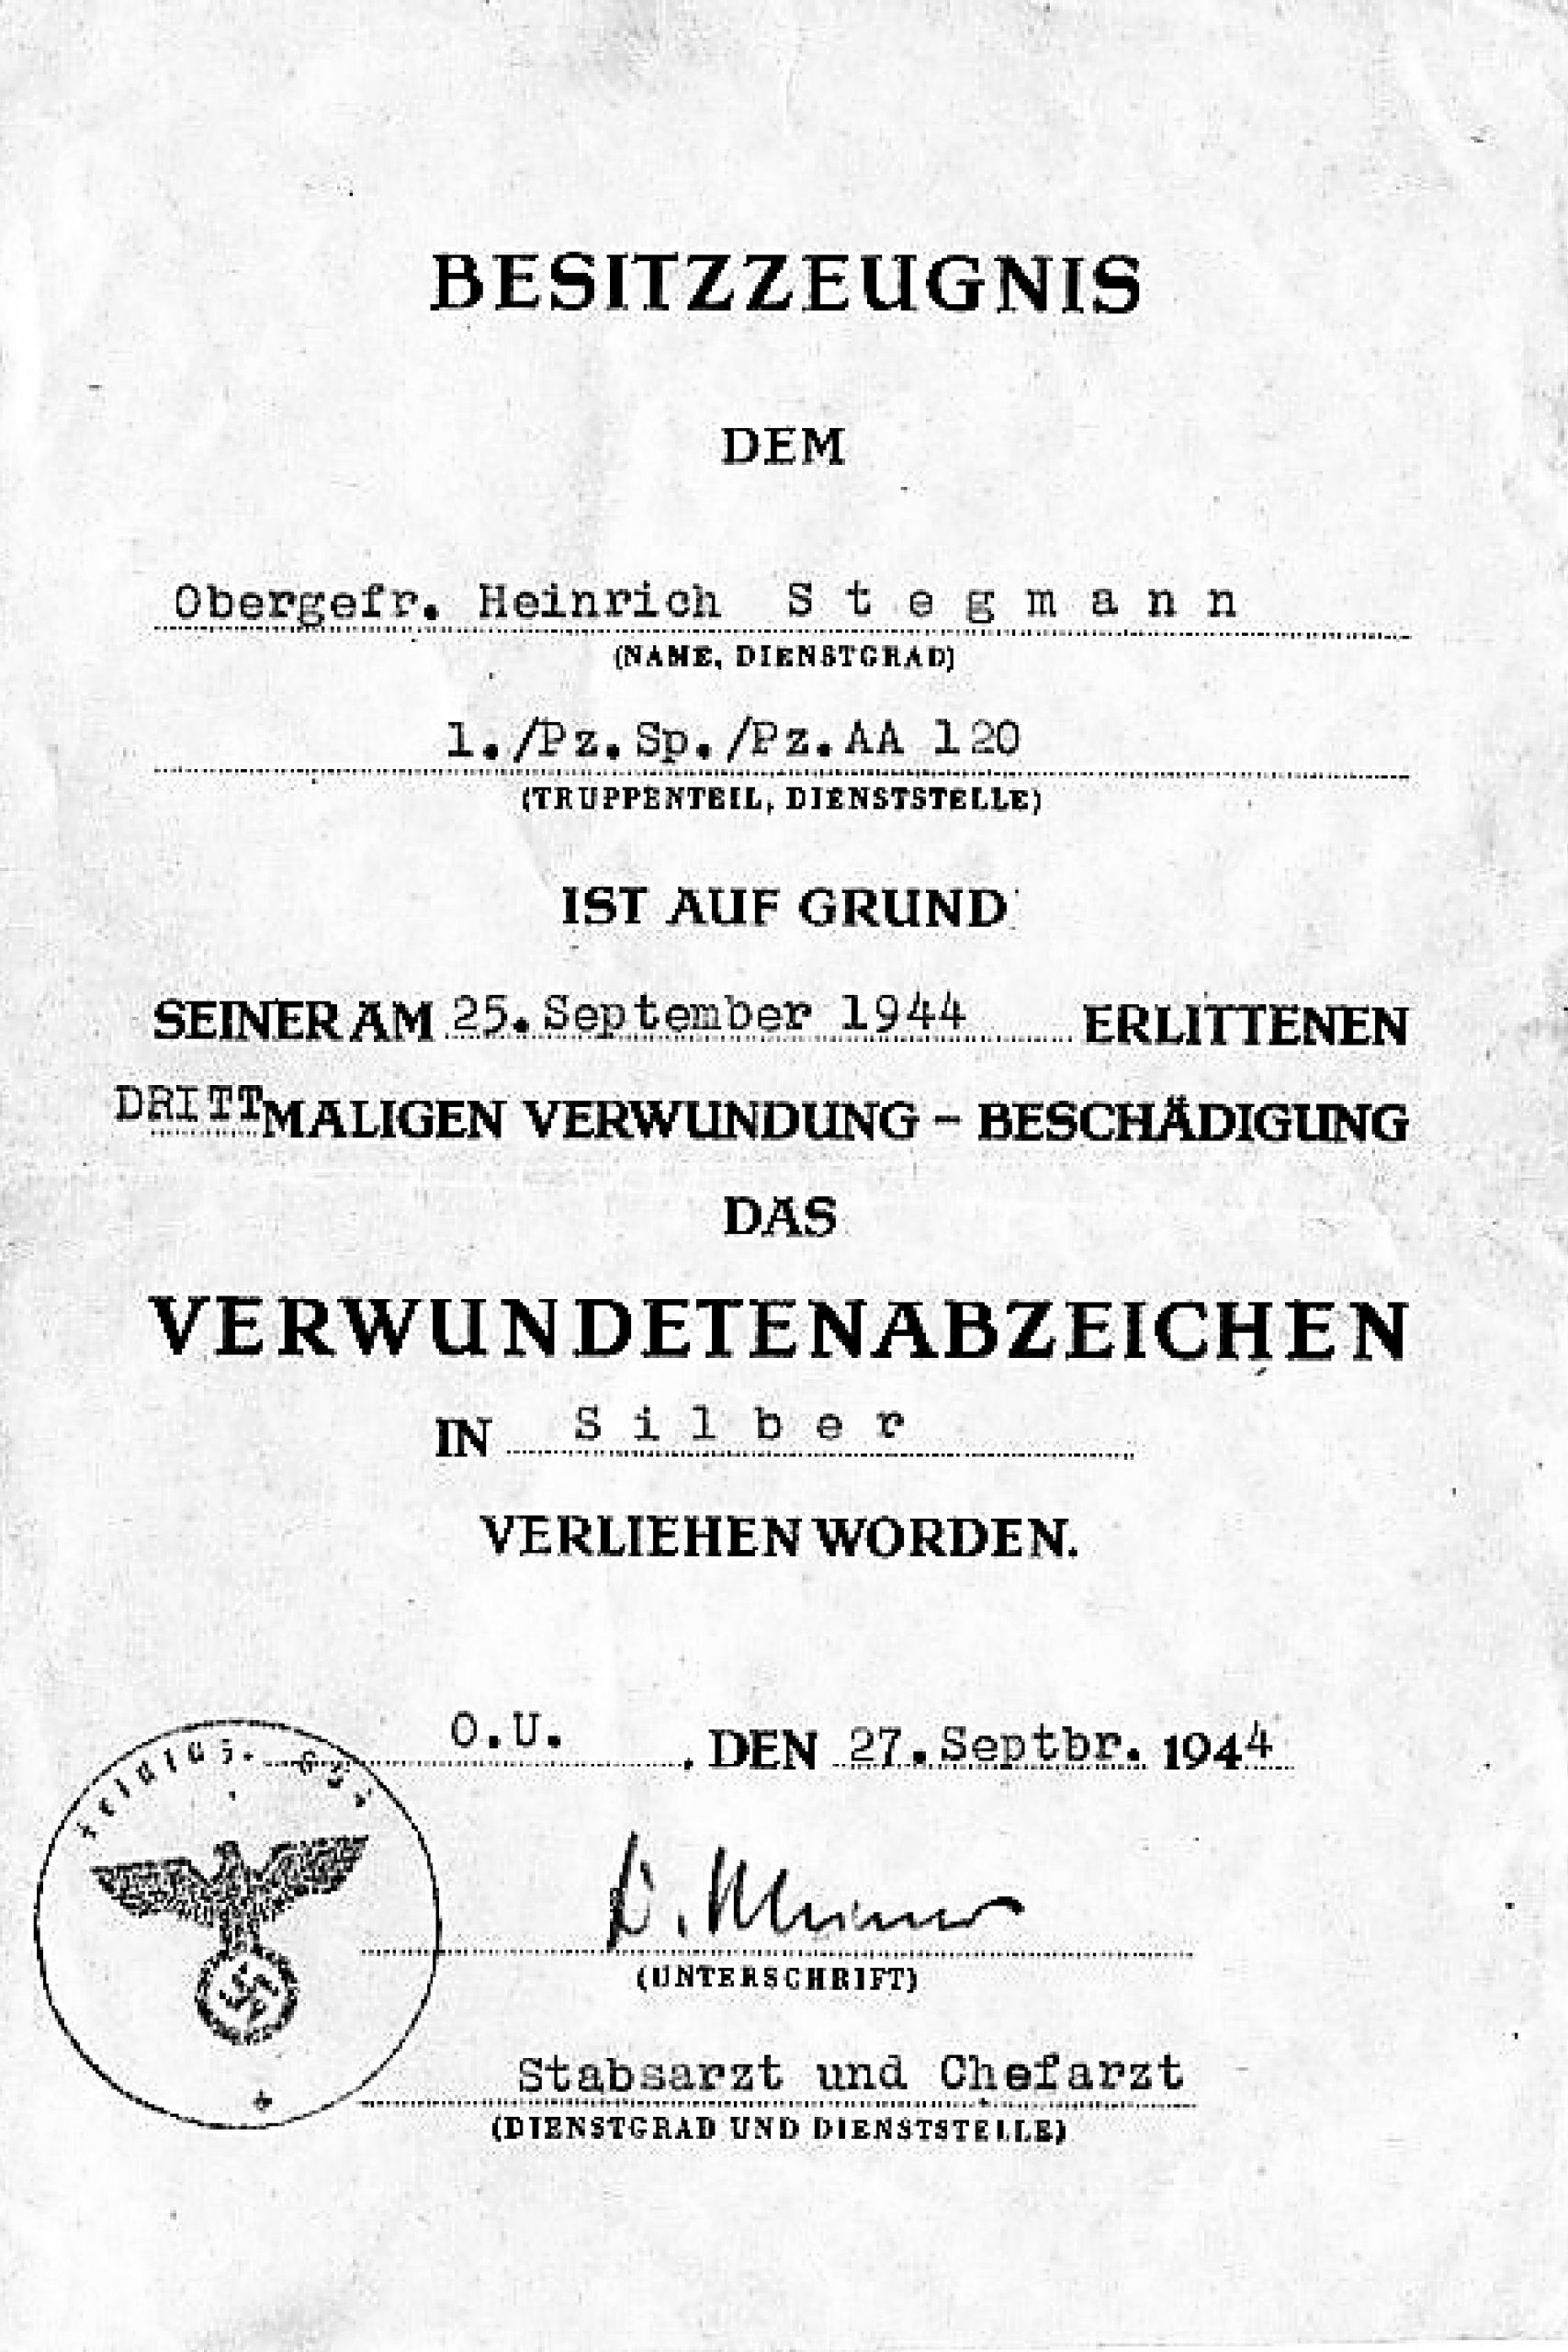 BESITZZEUGNIS
DEM
Obergefr. Heinrich S t e g m a n n
(NAME, DIENSTGRAD)
1./Pz.Sp./Pz.AA 120
(TRUPPENTEIL, DIENSTSTELLE)
IST AUF GRUND
SEINER AM 25.September 1944 ERLITTENEN
DRITTMALIGEN VERWUNDUNG – BESCHÄDIGUNG
DAS
VERWUNDETENABZEICHEN
IN S i l b e r
VERLIEHEN WORDEN.
O.U. , DEN 27.Septbr. 1944
(UNTERSCHRIFT)
Stabsarzt und Chefarzt
(DIENSTGRAD UND DIENSTSTELLE)